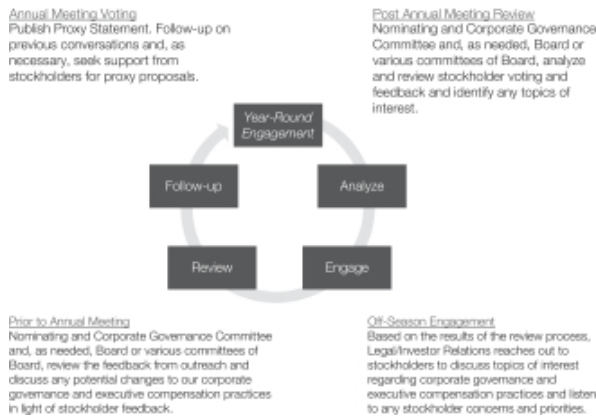 Annual Meeting Voting
Publish Proxy Statement. Follow-up on
previous conversations and, as
necessary, seek support from
stockholders for proxy proposals.
Post Annual Meeting Review
Nominating and Corporate Governance
Committee and, as needed, Board or
various committees of Board, analyze
and review stockholder voting and
feedback and identify any topics of
interest.
Year-Round
Engagement
Follow-up
Analyze
Review
Engage
Prior to Annual Meeting
Nominating and Corporate Governance Committee
and, as needed, Board or various committees of
Board, review the feedback from outreach and
discuss any potential changes to our corporate
governance and executive compensation practices
in light of stockholder feedback.
Off-Season Engagement
Based on the results of the review process,
Legal/Investor Relations reaches out to
stockholders to discuss topics of interest
regarding corporate governance and
executive compensation practices and listen
to any stockholder concerns and priorities.